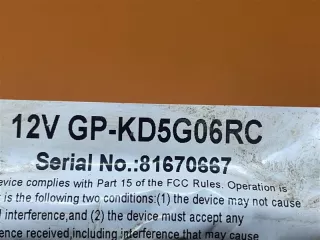 12V GP-KD5G06RC
Serial No.:81670667
device complies with Part 15 of the FCC Rules. Operation is
is the following two conditions:(1) the device may not cause
interference,and (2) the device must accept any
interference received,including interference that may cause